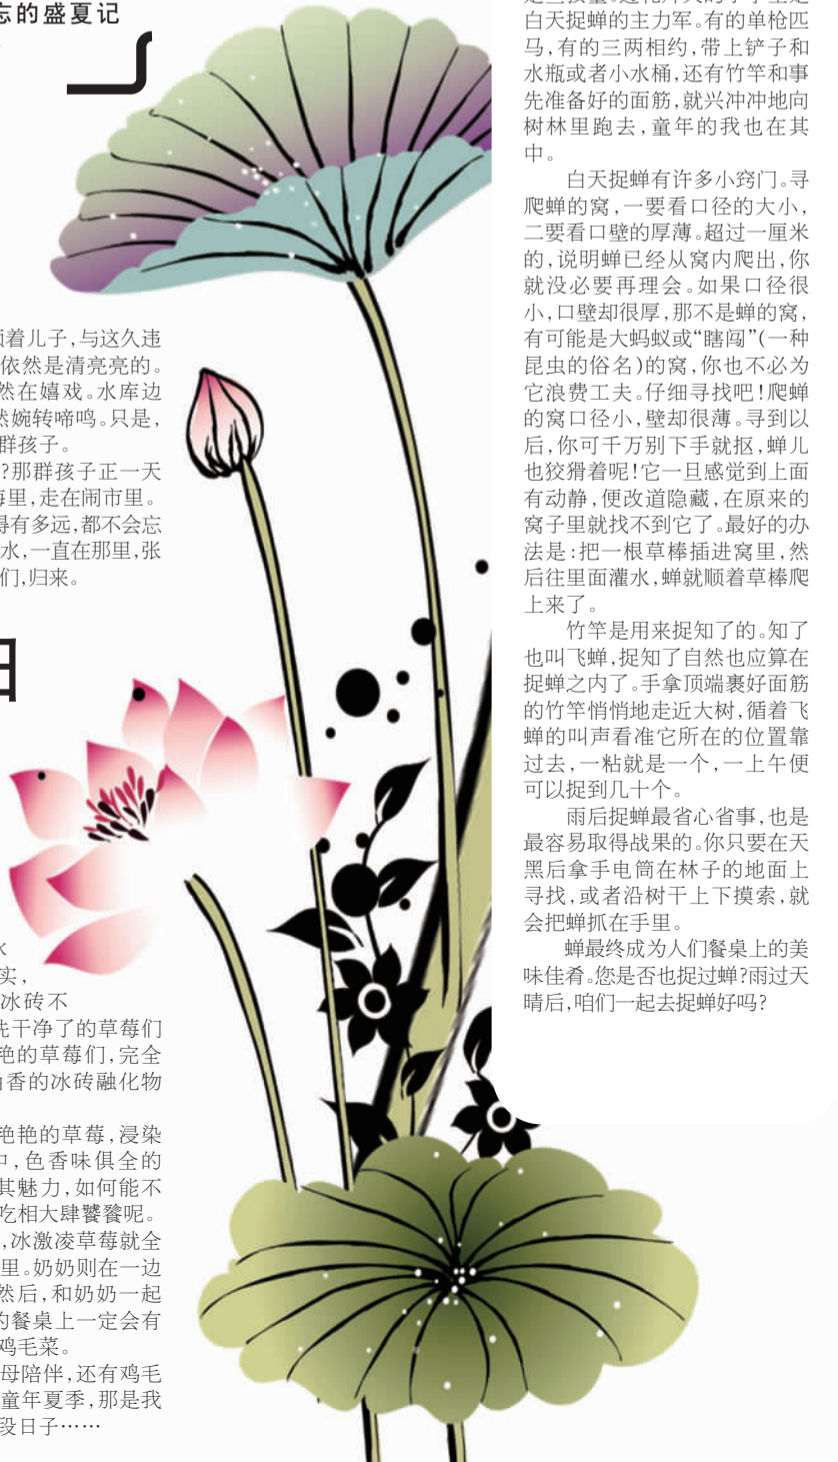 忘的盛夏记
着儿子,与这久违
依然是清亮亮的。
然在嬉戏。水库边
然婉转啼鸣。只是,
群孩子。
?那群孩子正一天
海里,走在闹市里。
得有多远,都不会忘
水,一直在那里,张
们,归来。
实,
冰砖不
洗干净了的草莓们
艳的草莓们,完全
香的冰砖融化物
艳艳的草莓,浸染
中,色香味俱全的
其魅力,如何能不
吃相大肆饕餮呢。
,冰激凌草莓就全
里。奶奶则在一边
然后,和奶奶一起
的餐桌上一定会有
鸡毛菜。
母陪伴,还有鸡毛
童年夏季,那是我
段日子……
白天捉蝉的主力军。有的单枪匹
马,有的三两相约,带上铲子和
水瓶或者小水桶,还有竹竿和事
先准备好的面筋,就兴冲冲地向
树林里跑去,童年的我也在其
中。
白天捉蝉有许多小窍门。寻
爬蝉的窝,一要看口径的大小,
二要看口壁的厚薄。超过一厘米
的,说明蝉已经从窝内爬出,你
就没必要再理会。如果口径很
小,口壁却很厚,那不是蝉的窝,
有可能是大蚂蚁或“瞎闯”(一种
昆虫的俗名)的窝,你也不必为
它浪费工夫。仔细寻找吧!爬蝉
的窝口径小,壁却很薄。寻到以
后,你可千万别下手就抠,蝉儿
也狡猾着呢!它一旦感觉到上面
有动静,便改道隐藏,在原来的
窝子里就找不到它了。最好的办
法是:把一根草棒插进窝里,然
后往里面灌水,蝉就顺着草棒爬
上来了。
竹竿是用来捉知了的。知了
也叫飞蝉,捉知了自然也应算在
捉蝉之内了。手拿顶端裹好面筋
的竹竿悄悄地走近大树,循着飞
蝉的叫声看准它所在的位置靠
过去,一粘就是一个,一上午便
可以捉到几十个。
雨后捉蝉最省心省事,也是
最容易取得战果的。你只要在天
黑后拿手电筒在林子的地面上
寻找,或者沿树干上下摸索,就
会把蝉抓在手里。
蝉最终成为人们餐桌上的美
味佳肴。您是否也捉过蝉?雨过天
晴后,咱们一起去捉蝉好吗?